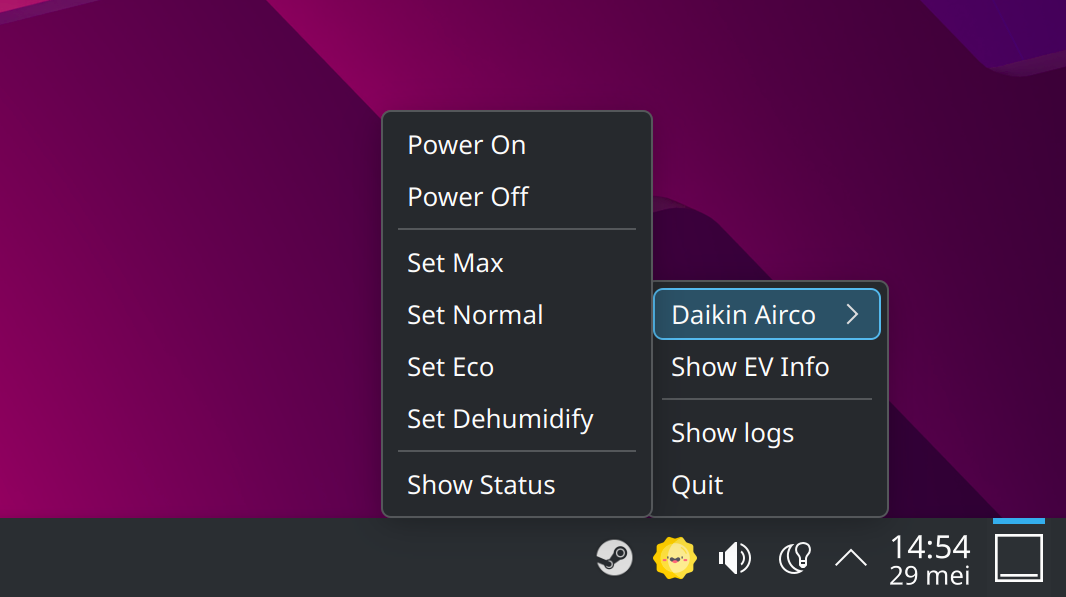 Power On
Power Off
Set Max
Set Normal
Set Eco
Set Dehumidify
Show Status
Daikin Airco
Show EV Info
Show logs
Quit
14:54
29 mei